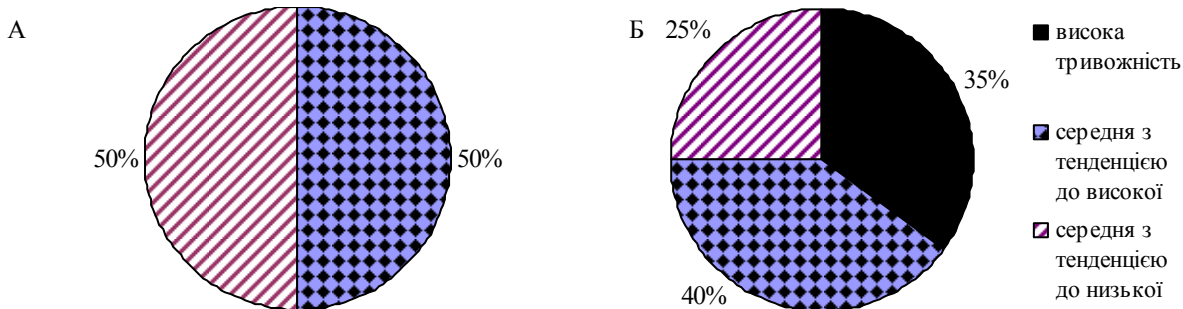 А
50%
50%
Б
25%
35%
40%
висока
тривожність
середня з
тенденцією
до високої
середня з
тенденцією
до низької